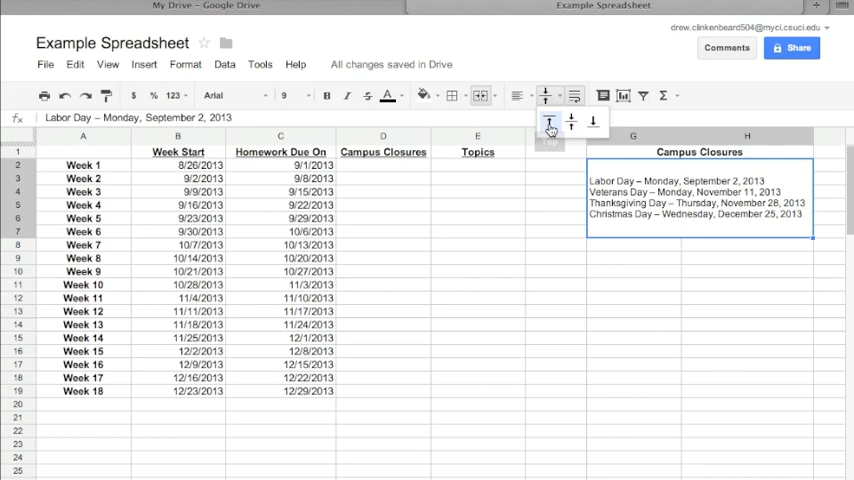 My Drive – Google Drive
Example Spreadsheet
drew.clinkenbeard504@myci.csuci.edu
Example Spreadsheet
Comments
Share
File Edit View Insert Format Data Tools Help All changes saved in Drive
$ % 123 Arial 9 B I S A Σ
fx Labor Day – Monday, September 2, 2013
Top
A B C D E G H
1 Week Start Homework Due On Campus Closures Topics Campus Closures
2 Week 1 8/26/2013 9/1/2013
3 Week 2 9/2/2013 9/8/2013 Labor Day – Monday, September 2, 2013
4 Week 3 9/9/2013 9/15/2013 Veterans Day – Monday, November 11, 2013
5 Week 4 9/16/2013 9/22/2013 Thanksgiving Day – Thursday, November 28, 2013
6 Week 5 9/23/2013 9/29/2013 Christmas Day – Wednesday, December 25, 2013
7 Week 6 9/30/2013 10/6/2013
8 Week 7 10/7/2013 10/13/2013
9 Week 8 10/14/2013 10/20/2013
10 Week 9 10/21/2013 10/27/2013
11 Week 10 10/28/2013 11/3/2013
12 Week 11 11/4/2013 11/10/2013
13 Week 12 11/11/2013 11/17/2013
14 Week 13 11/18/2013 11/24/2013
15 Week 14 11/25/2013 12/1/2013
16 Week 15 12/2/2013 12/8/2013
17 Week 16 12/9/2013 12/15/2013
18 Week 17 12/16/2013 12/22/2013
19 Week 18 12/23/2013 12/29/2013
20
21
22
23
24
25